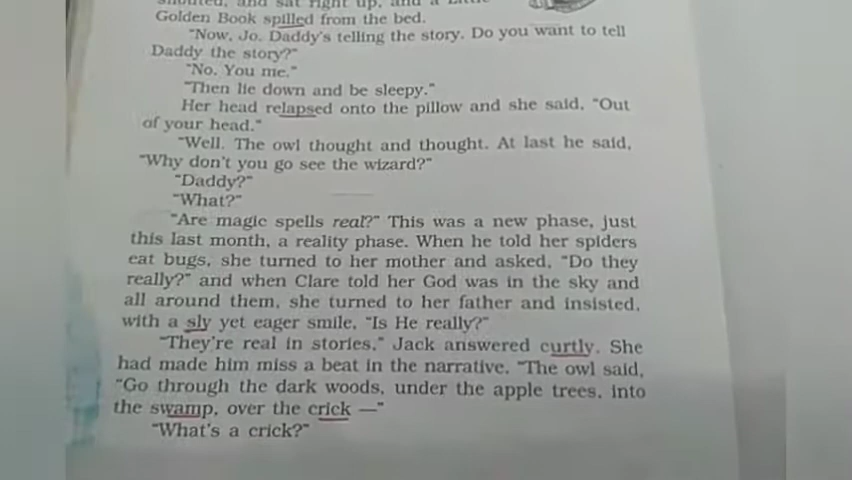 shouted, and sat right up, and a Little
Golden Book spilled from the bed.
"Now, Jo. Daddy's telling the story. Do you want to tell
Daddy the story?"
"No. You me."
"Then lie down and be sleepy."
Her head relapsed onto the pillow and she said, "Out
of your head."
"Well. The owl thought and thought. At last he said,
"Why don't you go see the wizard?"
"Daddy?"
"What?"
"Are magic spells real?" This was a new phase, just
this last month, a reality phase. When he told her spiders
eat bugs, she turned to her mother and asked, "Do they
really?" and when Clare told her God was in the sky and
all around them, she turned to her father and insisted,
with a sly yet eager smile, "Is He really?"
"They're real in stories," Jack answered curtly. She
had made him miss a beat in the narrative. "The owl said,
"Go through the dark woods, under the apple trees, into
the swamp, over the crick —"
"What's a crick?"